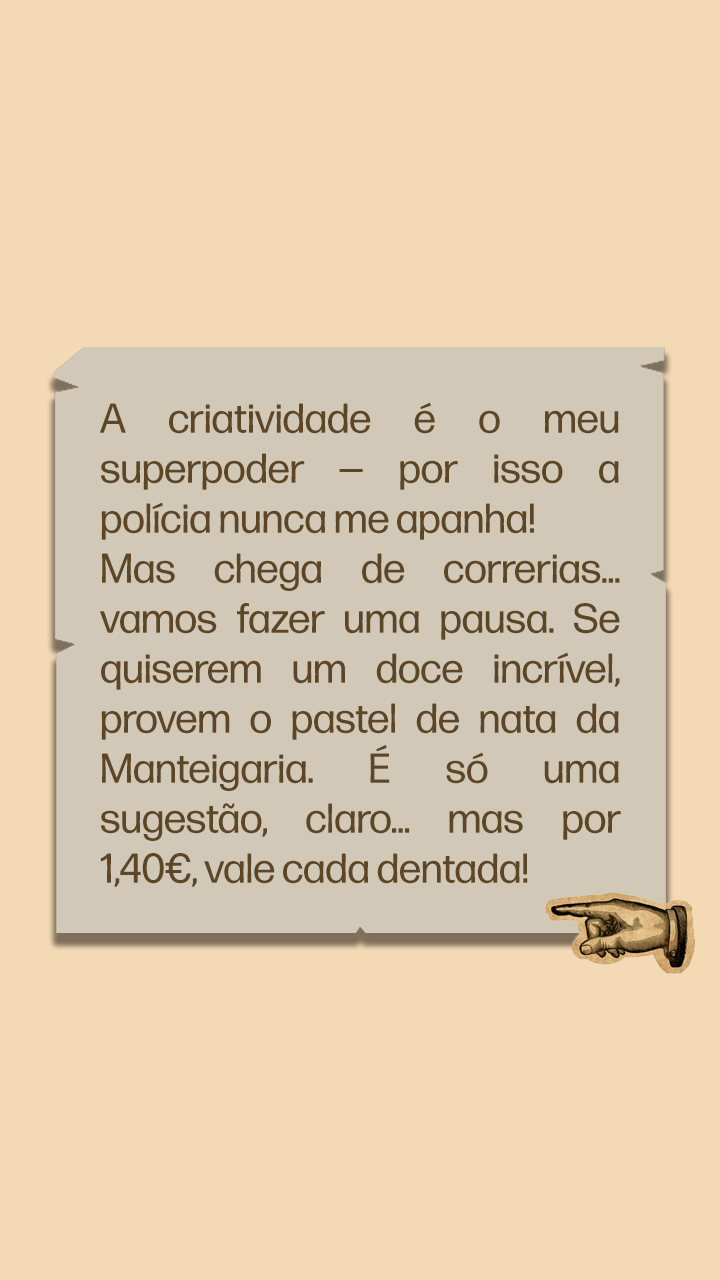 A criatividade é o meu
superpoder – por isso a
polícia nunca me apanha!
Mas chega de correrias...
vamos fazer uma pausa. Se
quiserem um doce incrível,
provem o pastel de nata da
Manteigaria. É só uma
sugestão, claro... mas por
1,40€, vale cada dentada!